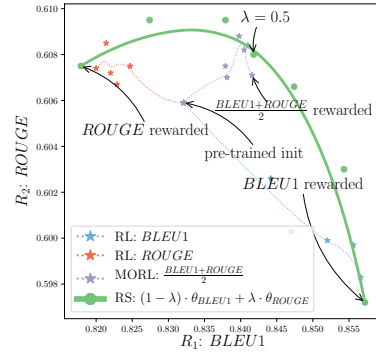 0.610
0.608
0.606
0.604
0.602
0.600
0.598
R₂: ROUGE
λ = 0.5
(BLEU1+ROUGE)/2 rewarded
ROUGE rewarded
pre-trained init
BLEU1 rewarded
RL: BLEU1
RL: ROUGE
MORL: (BLEU1+ROUGE)/2
RS: (1 − λ) · θ_BLEU1 + λ · θ_ROUGE
0.820 0.825 0.830 0.835 0.840 0.845 0.850 0.855
R₁: BLEU1